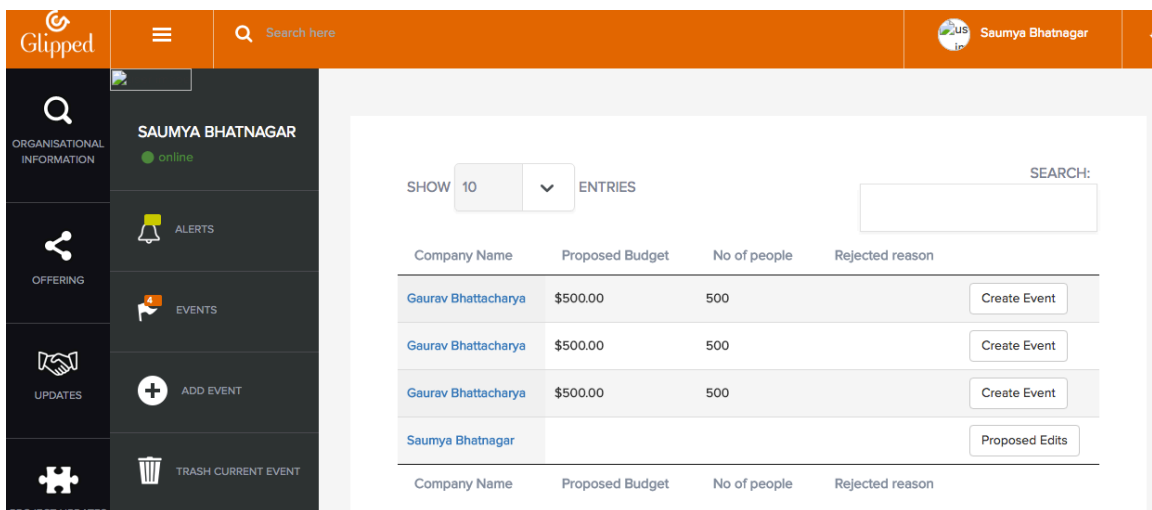 Glipped
Search here
us
in
Saumya Bhatnagar
ORGANISATIONAL
INFORMATION
OFFERING
UPDATES
SAUMYA BHATNAGAR
online
ALERTS
4
EVENTS
ADD EVENT
TRASH CURRENT EVENT
SHOW 10 ENTRIES
SEARCH:
Company Name Proposed Budget No of people Rejected reason
Gaurav Bhattacharya $500.00 500 Create Event
Gaurav Bhattacharya $500.00 500 Create Event
Gaurav Bhattacharya $500.00 500 Create Event
Saumya Bhatnagar Proposed Edits
Company Name Proposed Budget No of people Rejected reason